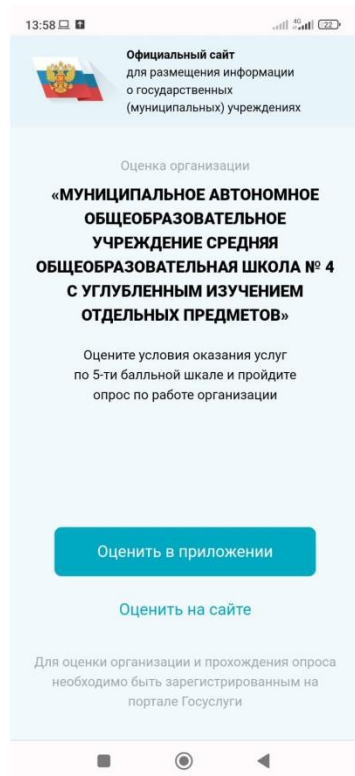 13:58
4G
22
Официальный сайт
для размещения информации
о государственных
(муниципальных) учреждениях
Оценка организации
«МУНИЦИПАЛЬНОЕ АВТОНОМНОЕ
ОБЩЕОБРАЗОВАТЕЛЬНОЕ
УЧРЕЖДЕНИЕ СРЕДНЯЯ
ОБЩЕОБРАЗОВАТЕЛЬНАЯ ШКОЛА № 4
С УГЛУБЛЕННЫМ ИЗУЧЕНИЕМ
ОТДЕЛЬНЫХ ПРЕДМЕТОВ»
Оцените условия оказания услуг
по 5-ти балльной шкале и пройдите
опрос по работе организации
Оценить в приложении
Оценить на сайте
Для оценки организации и прохождения опроса
необходимо быть зарегистрированным на
портале Госуслуги